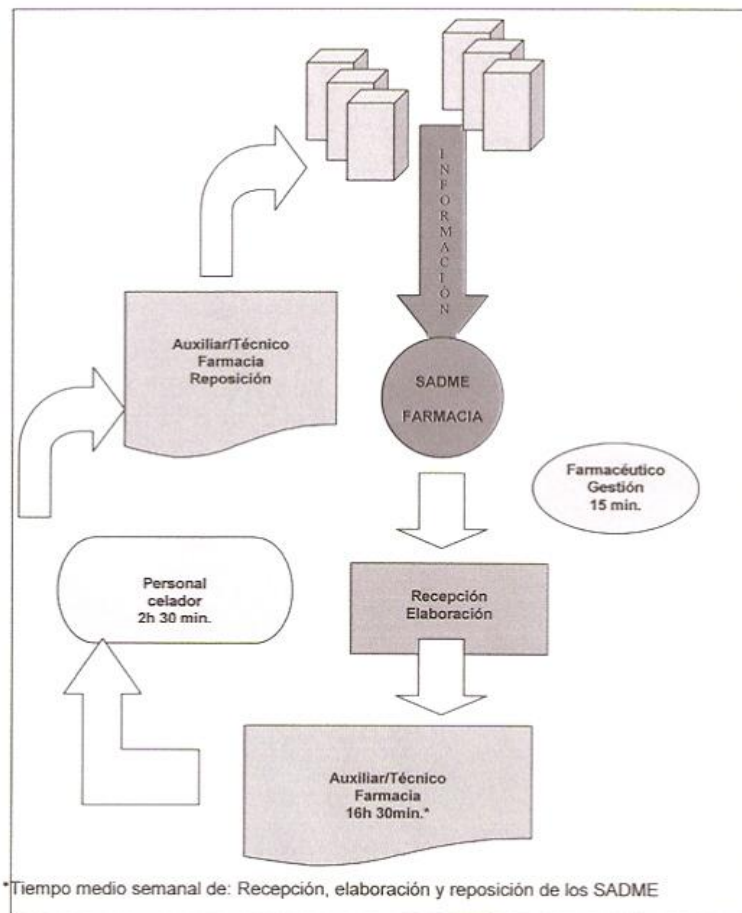 INFORMACIÒN
Auxiliar/Técnico
Farmacia
Reposición
SADME
FARMACIA
Farmacéutico
Gestión
15 min.
Personal
celador
2h 30 min.
Recepción
Elaboración
Auxiliar/Técnico
Farmacia
16h 30min.*
*Tiempo medio semanal de: Recepción, elaboración y reposición de los SADME